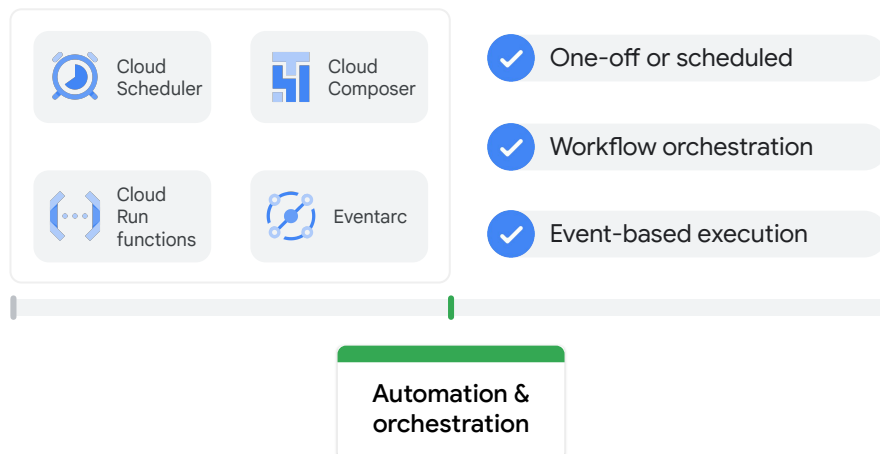 Cloud
Scheduler
Cloud
Composer
Cloud
Run
functions
Eventarc
One-off or scheduled
Workflow orchestration
Event-based execution
Automation &
orchestration